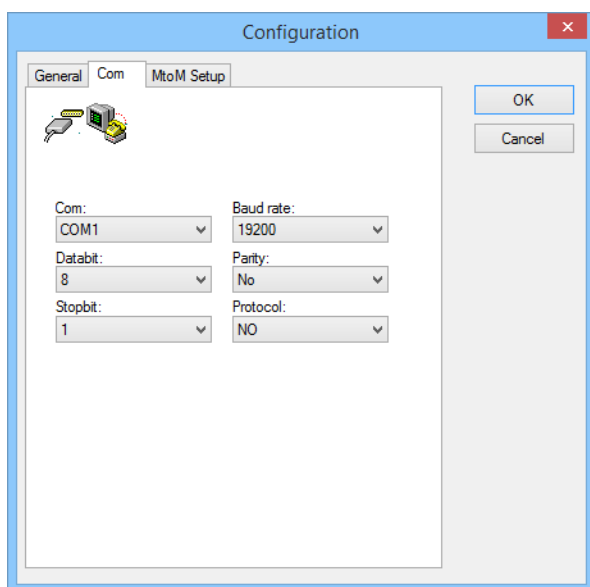 Configuration
General Com MtoM Setup
OK
Cancel
Com: Baud rate:
COM1 19200
Databit: Parity:
8 No
Stopbit: Protocol:
1 NO